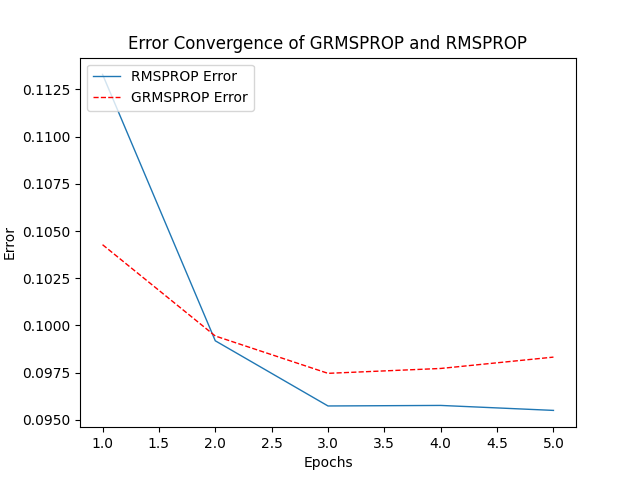 Error Convergence of GRMSPROP and RMSPROP
RMSPROP Error
GRMSPROP Error
0.1125
0.1100
0.1075
0.1050
0.1025
0.1000
0.0975
0.0950
Error
1.0 1.5 2.0 2.5 3.0 3.5 4.0 4.5 5.0
Epochs